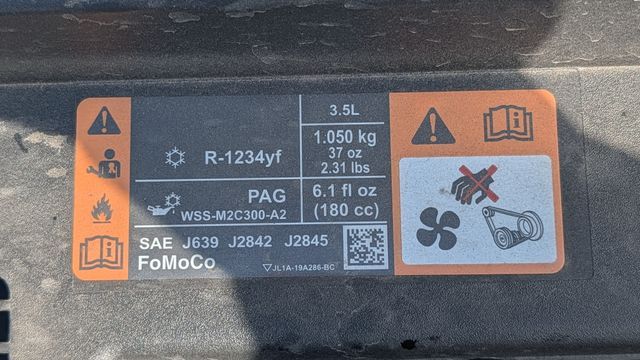 3.5L
R-1234yf
1.050 kg
37 oz
2.31 lbs
PAG
WSS-M2C300-A2
6.1 fl oz
(180 cc)
SAE J639 J2842 J2845
FoMoCo
JL1A-19A286-BC